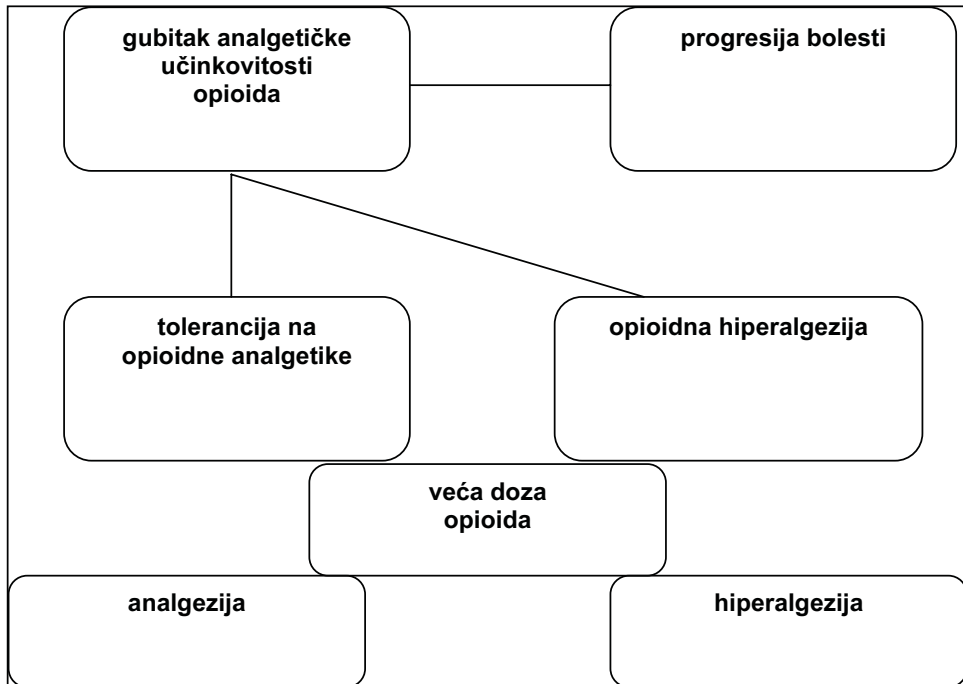 gubitak analgetičke
učinkovitosti
opioida
progresija bolesti
tolerancija na
opioidne analgetike
opioidna hiperalgezija
veća doza
opioida
analgezija
hiperalgezija